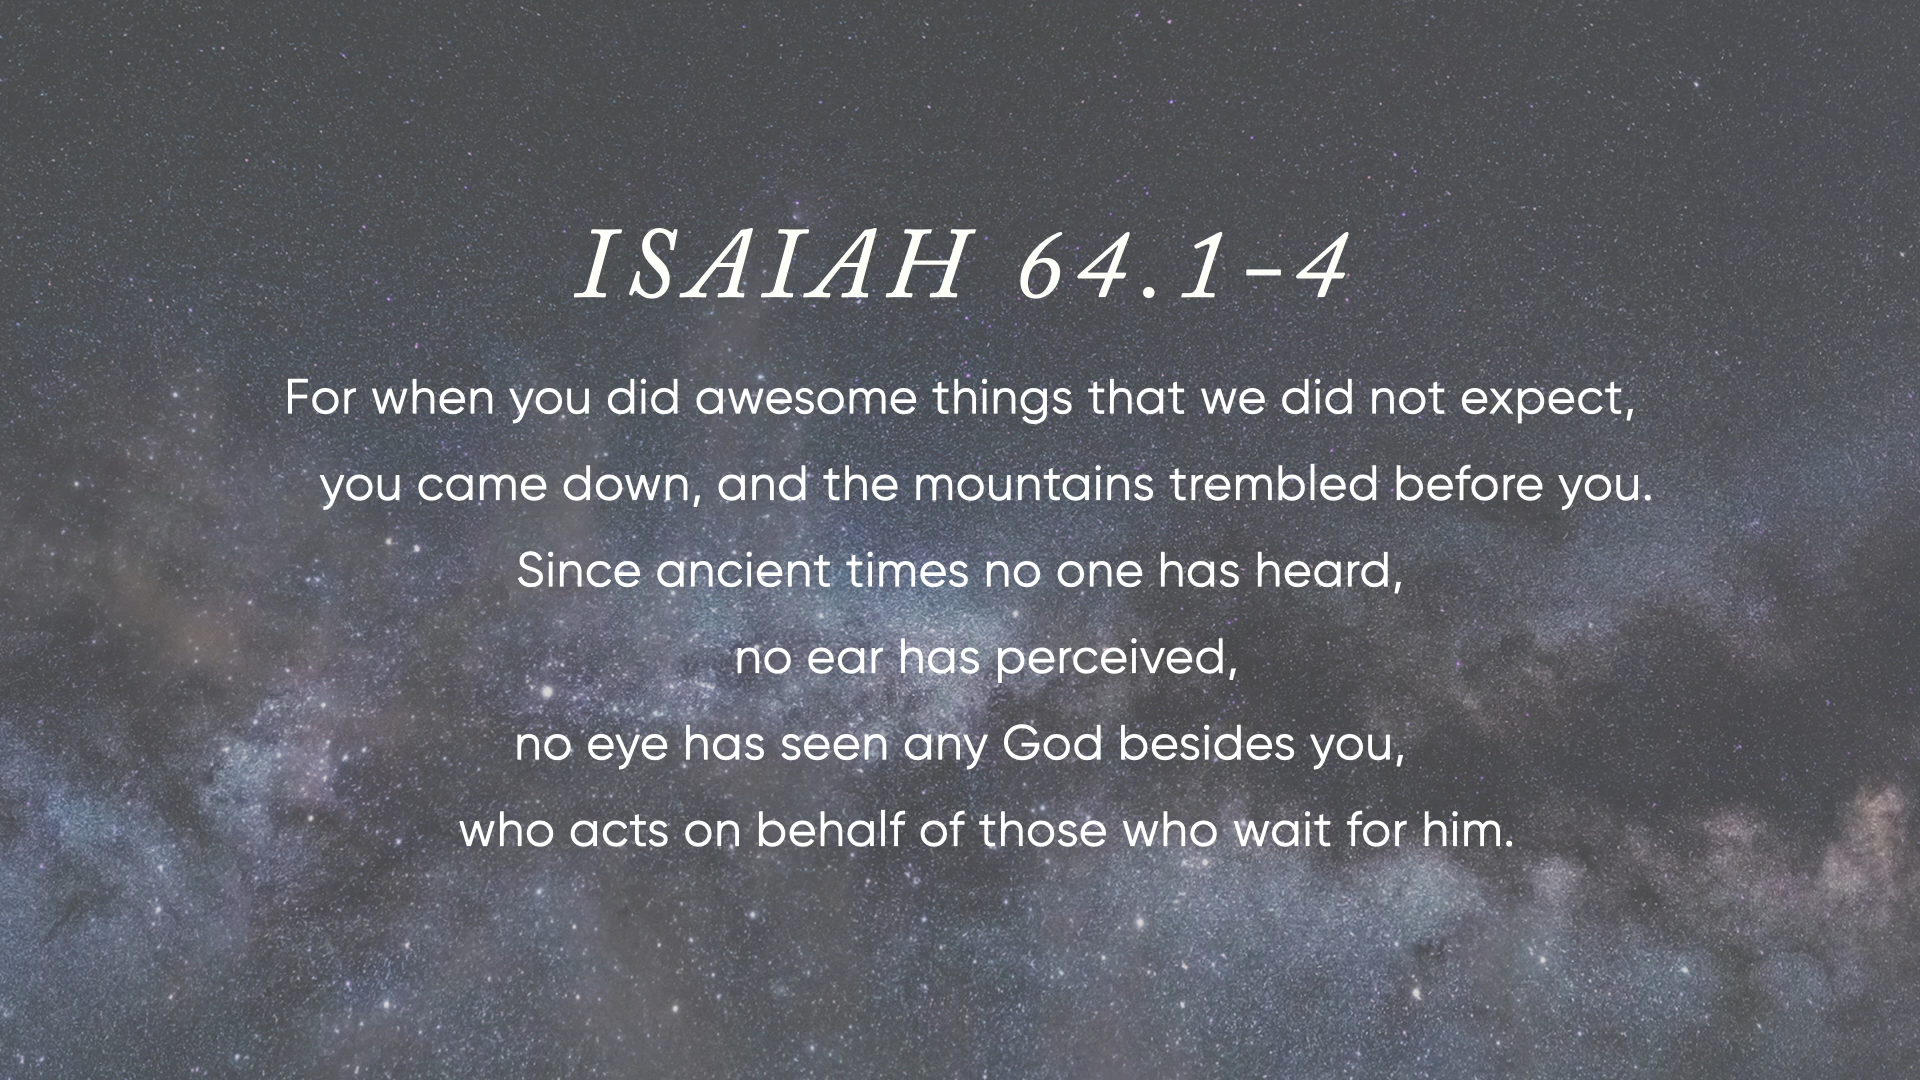 ISAIAH 64.1-4
For when you did awesome things that we did not expect,
you came down, and the mountains trembled before you.
Since ancient times no one has heard,
no ear has perceived,
no eye has seen any God besides you,
who acts on behalf of those who wait for him.